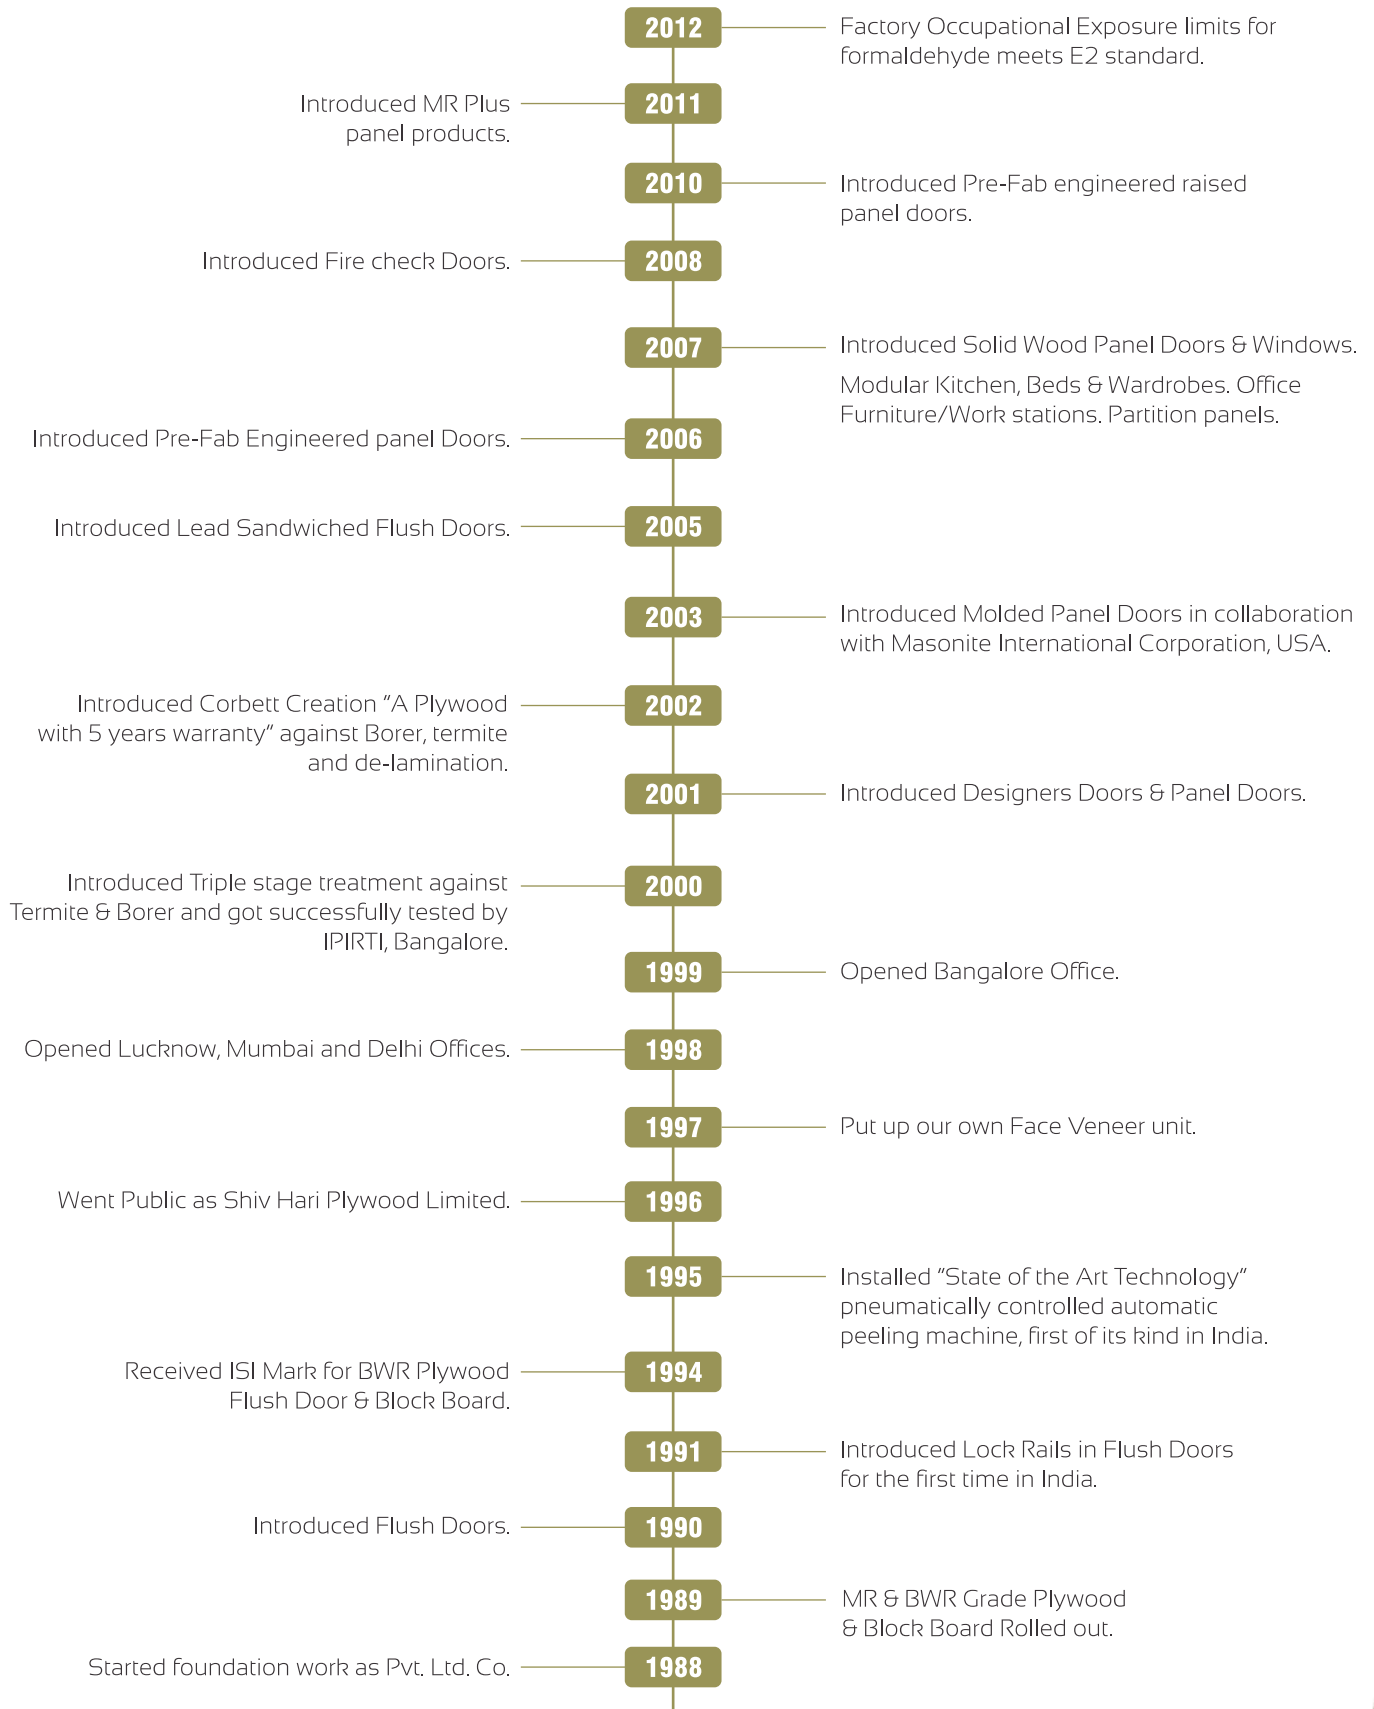 2012
Factory Occupational Exposure limits for
formaldehyde meets E2 standard.
Introduced MR Plus
panel products.
2011
2010
Introduced Pre-Fab engineered raised
panel doors.
Introduced Fire check Doors.
2008
2007
Introduced Solid Wood Panel Doors & Windows.
Modular Kitchen, Beds & Wardrobes. Office
Furniture/Work stations. Partition panels.
Introduced Pre-Fab Engineered panel Doors.
2006
Introduced Lead Sandwiched Flush Doors.
2005
2003
Introduced Molded Panel Doors in collaboration
with Masonite International Corporation, USA.
Introduced Corbett Creation "A Plywood
with 5 years warranty" against Borer, termite
and de-lamination.
2002
2001
Introduced Designers Doors & Panel Doors.
Introduced Triple stage treatment against
Termite & Borer and got successfully tested by
IPIRTI, Bangalore.
2000
1999
Opened Bangalore Office.
Opened Lucknow, Mumbai and Delhi Offices.
1998
1997
Put up our own Face Veneer unit.
Went Public as Shiv Hari Plywood Limited.
1996
1995
Installed "State of the Art Technology"
pneumatically controlled automatic
peeling machine, first of its kind in India.
Received ISI Mark for BWR Plywood
Flush Door & Block Board.
1994
1991
Introduced Lock Rails in Flush Doors
for the first time in India.
Introduced Flush Doors.
1990
1989
MR & BWR Grade Plywood
& Block Board Rolled out.
Started foundation work as Pvt. Ltd. Co.
1988